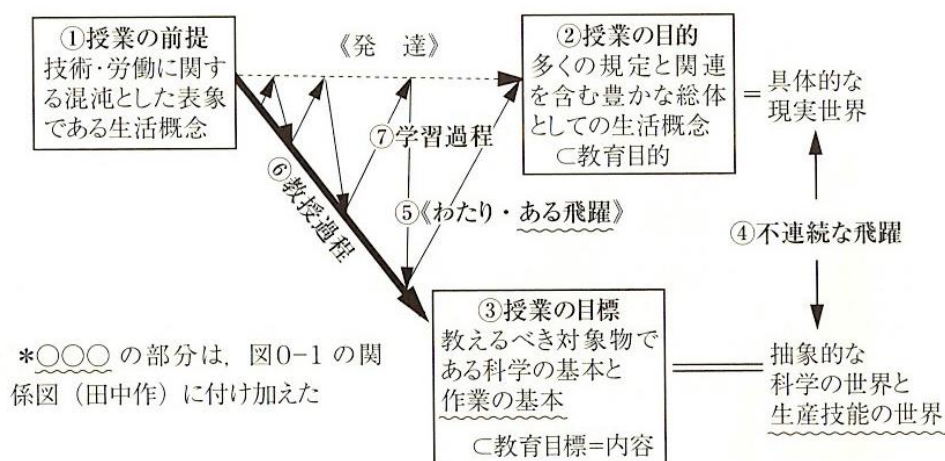 ①授業の前提
技術・労働に関す
る混沌とした表象
である生活概念
《発　達》
②授業の目的
多くの規定と関連
を含む豊かな総体
としての生活概念
⊂教育目的
＝具体的な
現実世界
⑦学習過程
⑥教授過程
⑤《わたり・ある飛躍》
④不連続な飛躍
③授業の目標
教えるべき対象物で
ある科学の基本と
作業の基本
⊂教育目標＝内容
抽象的な
科学の世界と
生産技能の世界
*○○○の部分は，図0-1の関
係図（田中作）に付け加えた